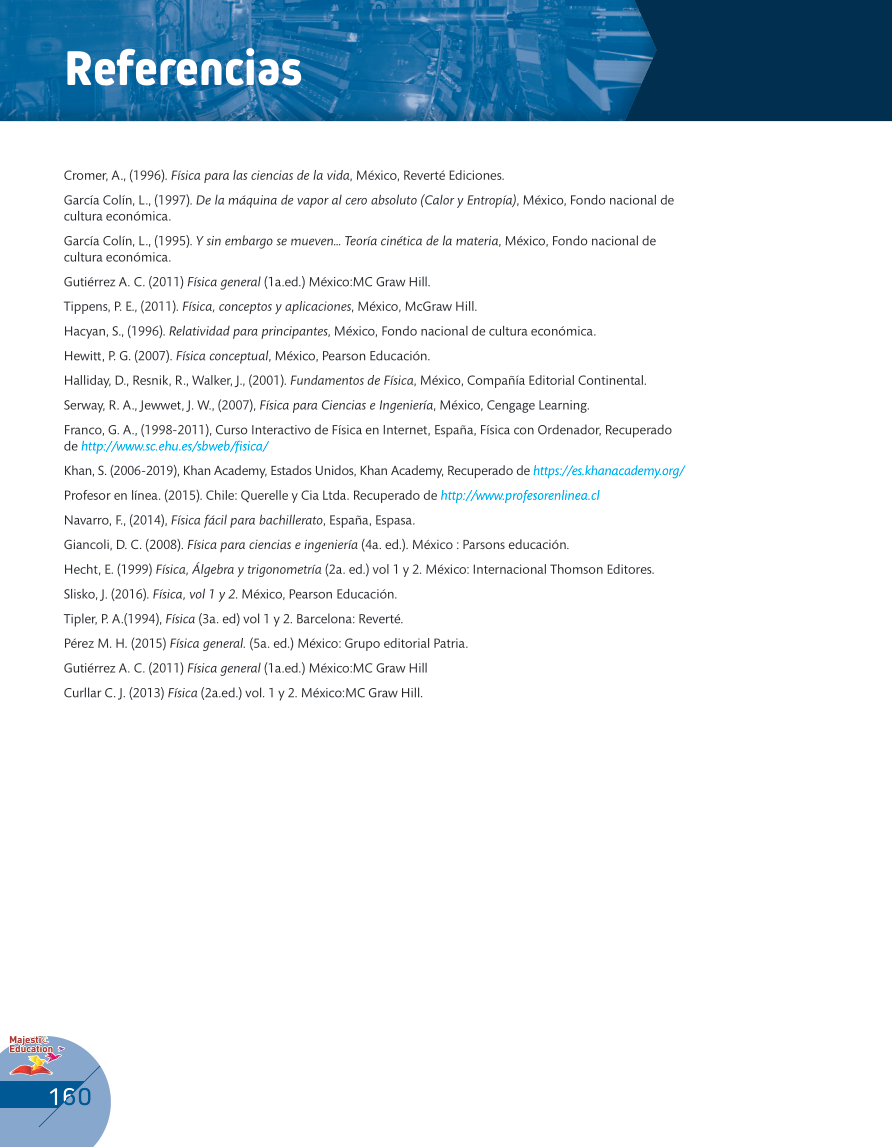 Referencias
Cromer, A., (1996). Física para las ciencias de la vida, México, Reverté Ediciones.
García Colín, L., (1997). De la máquina de vapor al cero absoluto (Calor y Entropía), México, Fondo nacional de
cultura económica.
García Colín, L., (1995). Y sin embargo se mueven... Teoría cinética de la materia, México, Fondo nacional de
cultura económica.
Gutiérrez A. C. (2011) Física general (1a.ed.) México:MC Graw Hill.
Tippens, P. E., (2011). Física, conceptos y aplicaciones, México, McGraw Hill.
Hacyan, S., (1996). Relatividad para principantes, México, Fondo nacional de cultura económica.
Hewitt, P. G. (2007). Física conceptual, México, Pearson Educación.
Halliday, D., Resnik, R., Walker, J., (2001). Fundamentos de Física, México, Compañía Editorial Continental.
Serway, R. A., Jewwet, J. W., (2007), Física para Ciencias e Ingeniería, México, Cengage Learning.
Franco, G. A., (1998-2011), Curso Interactivo de Física en Internet, España, Física con Ordenador, Recuperado
de http://www.sc.ehu.es/sbweb/fisica/
Khan, S. (2006-2019), Khan Academy, Estados Unidos, Khan Academy, Recuperado de https://es.khanacademy.org/
Profesor en línea. (2015). Chile: Querelle y Cia Ltda. Recuperado de http://www.profesorenlinea.cl
Navarro, F., (2014), Física fácil para bachillerato, España, Espasa.
Giancoli, D. C. (2008). Física para ciencias e ingeniería (4a. ed.). México : Parsons educación.
Hecht, E. (1999) Física, Álgebra y trigonometría (2a. ed.) vol 1 y 2. México: Internacional Thomson Editores.
Slisko, J. (2016). Física, vol 1 y 2. México, Pearson Educación.
Tipler, P. A.(1994), Física (3a. ed) vol 1 y 2. Barcelona: Reverté.
Pérez M. H. (2015) Física general. (5a. ed.) México: Grupo editorial Patria.
Gutiérrez A. C. (2011) Física general (1a.ed.) México:MC Graw Hill
Curllar C. J. (2013) Física (2a.ed.) vol. 1 y 2. México:MC Graw Hill.
Majestic
Education
160